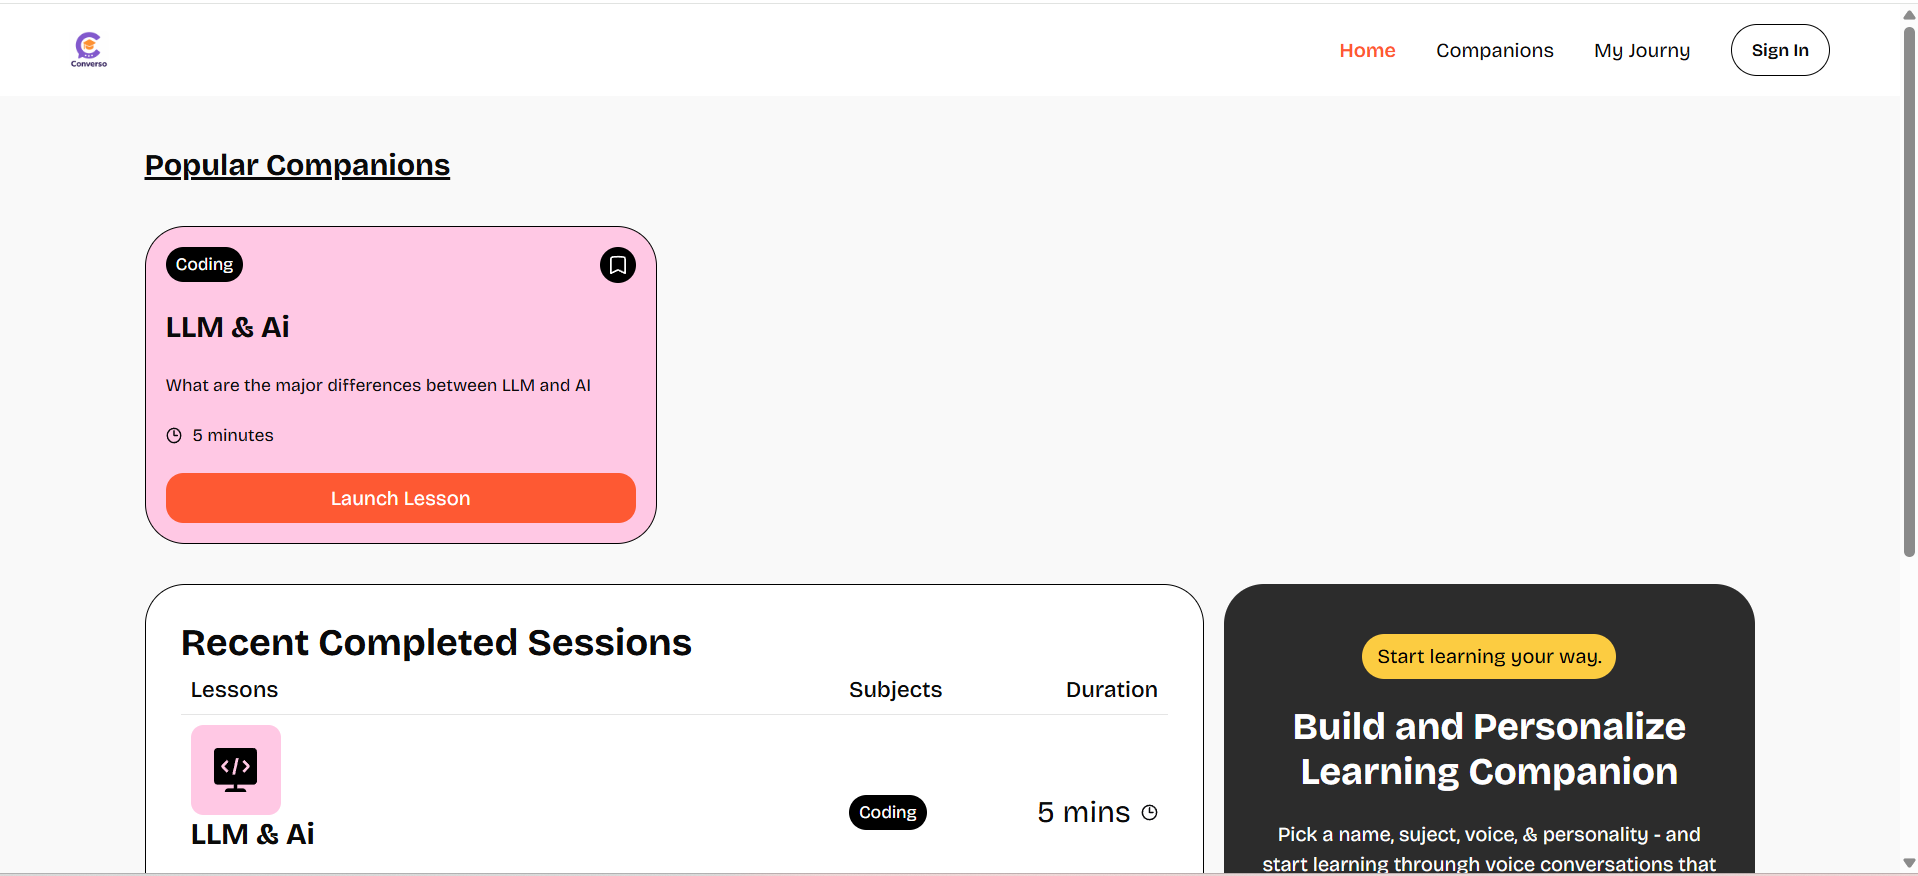 Converso
Home
Companions
My Journy
Sign In
Popular Companions
Coding
LLM & Ai
What are the major differences between LLM and AI
5 minutes
Launch Lesson
Recent Completed Sessions
Lessons
Subjects
Duration
</>
LLM & Ai
Coding
5 mins
Start learning your way.
Build and Personalize
Learning Companion
Pick a name, suject, voice, & personality - and
start learning throungh voice conversations that